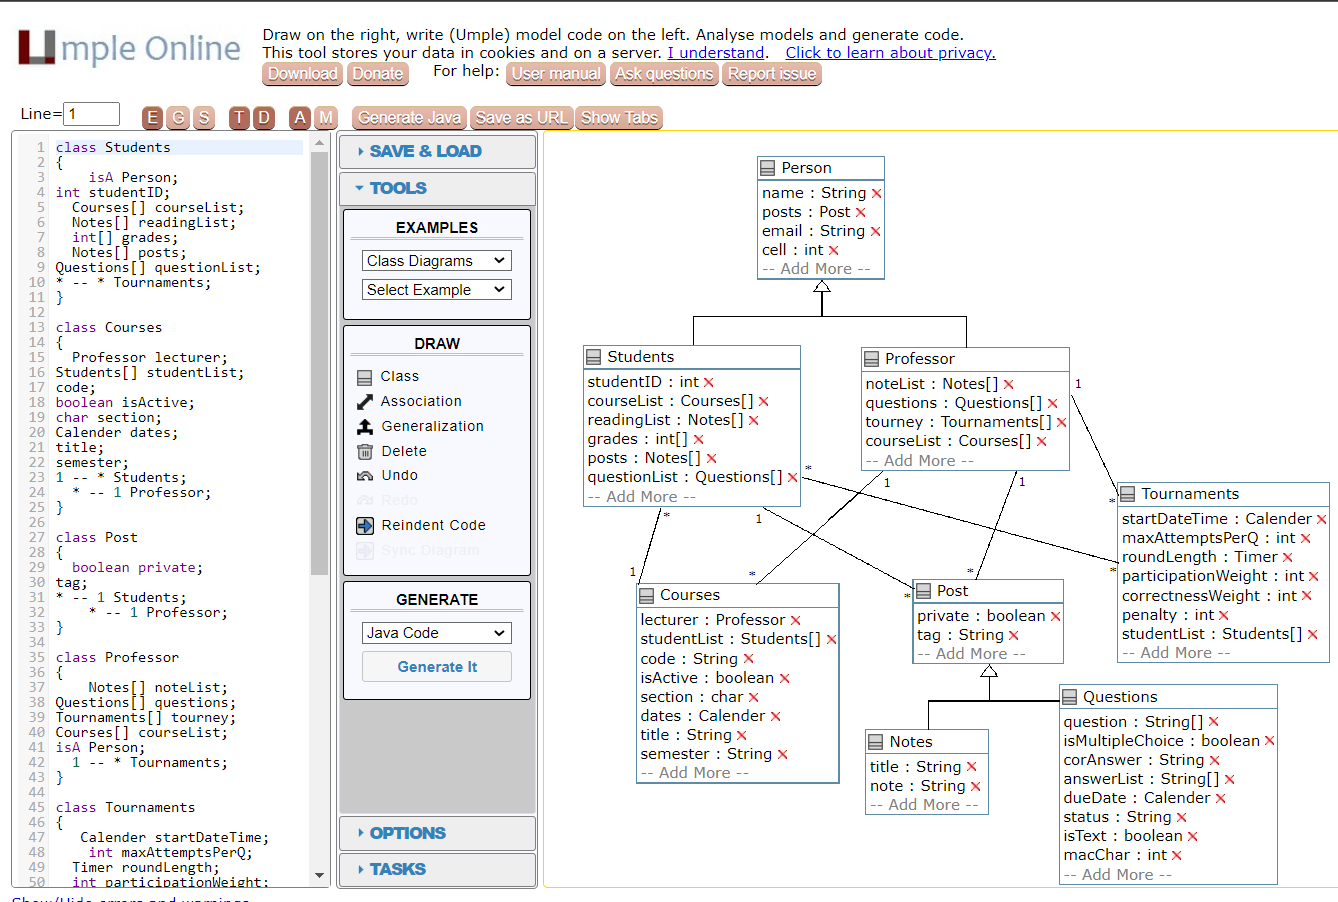 Umple Online
Draw on the right, write (Umple) model code on the left. Analyse models and generate code.
This tool stores your data in cookies and on a server. I understand. Click to learn about privacy.
Download Donate For help: User manual Ask questions Report issue
Line= 1 E G S T D A M Generate Java Save as URL Show Tabs
1 class Students
2 {
3 isA Person;
4 int studentID;
5 Courses[] courseList;
6 Notes[] readingList;
7 int[] grades;
8 Notes[] posts;
9 Questions[] questionList;
10 * -- * Tournaments;
11 }
12
13 class Courses
14 {
15 Professor lecturer;
16 Students[] studentList;
17 code;
18 boolean isActive;
19 char section;
20 Calender dates;
21 title;
22 semester;
23 1 -- * Students;
24 * -- 1 Professor;
25 }
26
27 class Post
28 {
29 boolean private;
30 tag;
31 * -- 1 Students;
32 * -- 1 Professor;
33 }
34
35 class Professor
36 {
37 Notes[] noteList;
38 Questions[] questions;
39 Tournaments[] tourney;
40 Courses[] courseList;
41 isA Person;
42 1 -- * Tournaments;
43 }
44
45 class Tournaments
46 {
47 Calender startDateTime;
48 int maxAttemptsPerQ;
49 Timer roundLength;
50 int participationWeight;
Show/Hide errors and warnings
SAVE & LOAD
TOOLS
EXAMPLES
Class Diagrams
Select Example
DRAW
Class
Association
Generalization
Delete
Undo
Redo
Reindent Code
Sync Diagram
GENERATE
Java Code
Generate It
OPTIONS
TASKS
Person
name : String
posts : Post
email : String
cell : int
-- Add More --
Students
studentID : int
courseList : Courses[]
readingList : Notes[]
grades : int[]
posts : Notes[]
questionList : Questions[]
-- Add More --
Professor
noteList : Notes[]
questions : Questions[]
tourney : Tournaments[]
courseList : Courses[]
-- Add More --
1
*
*
*
1
1
*
1
1
*
*
*
Tournaments
startDateTime : Calender
maxAttemptsPerQ : int
roundLength : Timer
participationWeight : int
correctnessWeight : int
penalty : int
studentList : Students[]
-- Add More --
Courses
lecturer : Professor
studentList : Students[]
code : String
isActive : boolean
section : char
dates : Calender
title : String
semester : String
-- Add More --
Post
private : boolean
tag : String
-- Add More --
Notes
title : String
note : String
-- Add More --
Questions
question : String[]
isMultipleChoice : boolean
corAnswer : String
answerList : String[]
dueDate : Calender
status : String
isText : boolean
macChar : int
-- Add More --